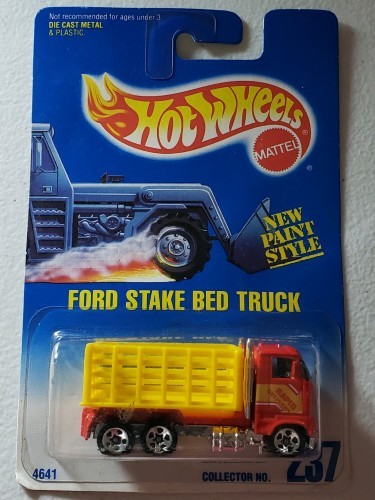 Not recommended for ages under 3
DIE CAST METAL
& PLASTIC.
HOT WHEELS
®
MATTEL
®
NEW
PAINT
STYLE
FORD STAKE BED TRUCK
4641
COLLECTOR NO.
237